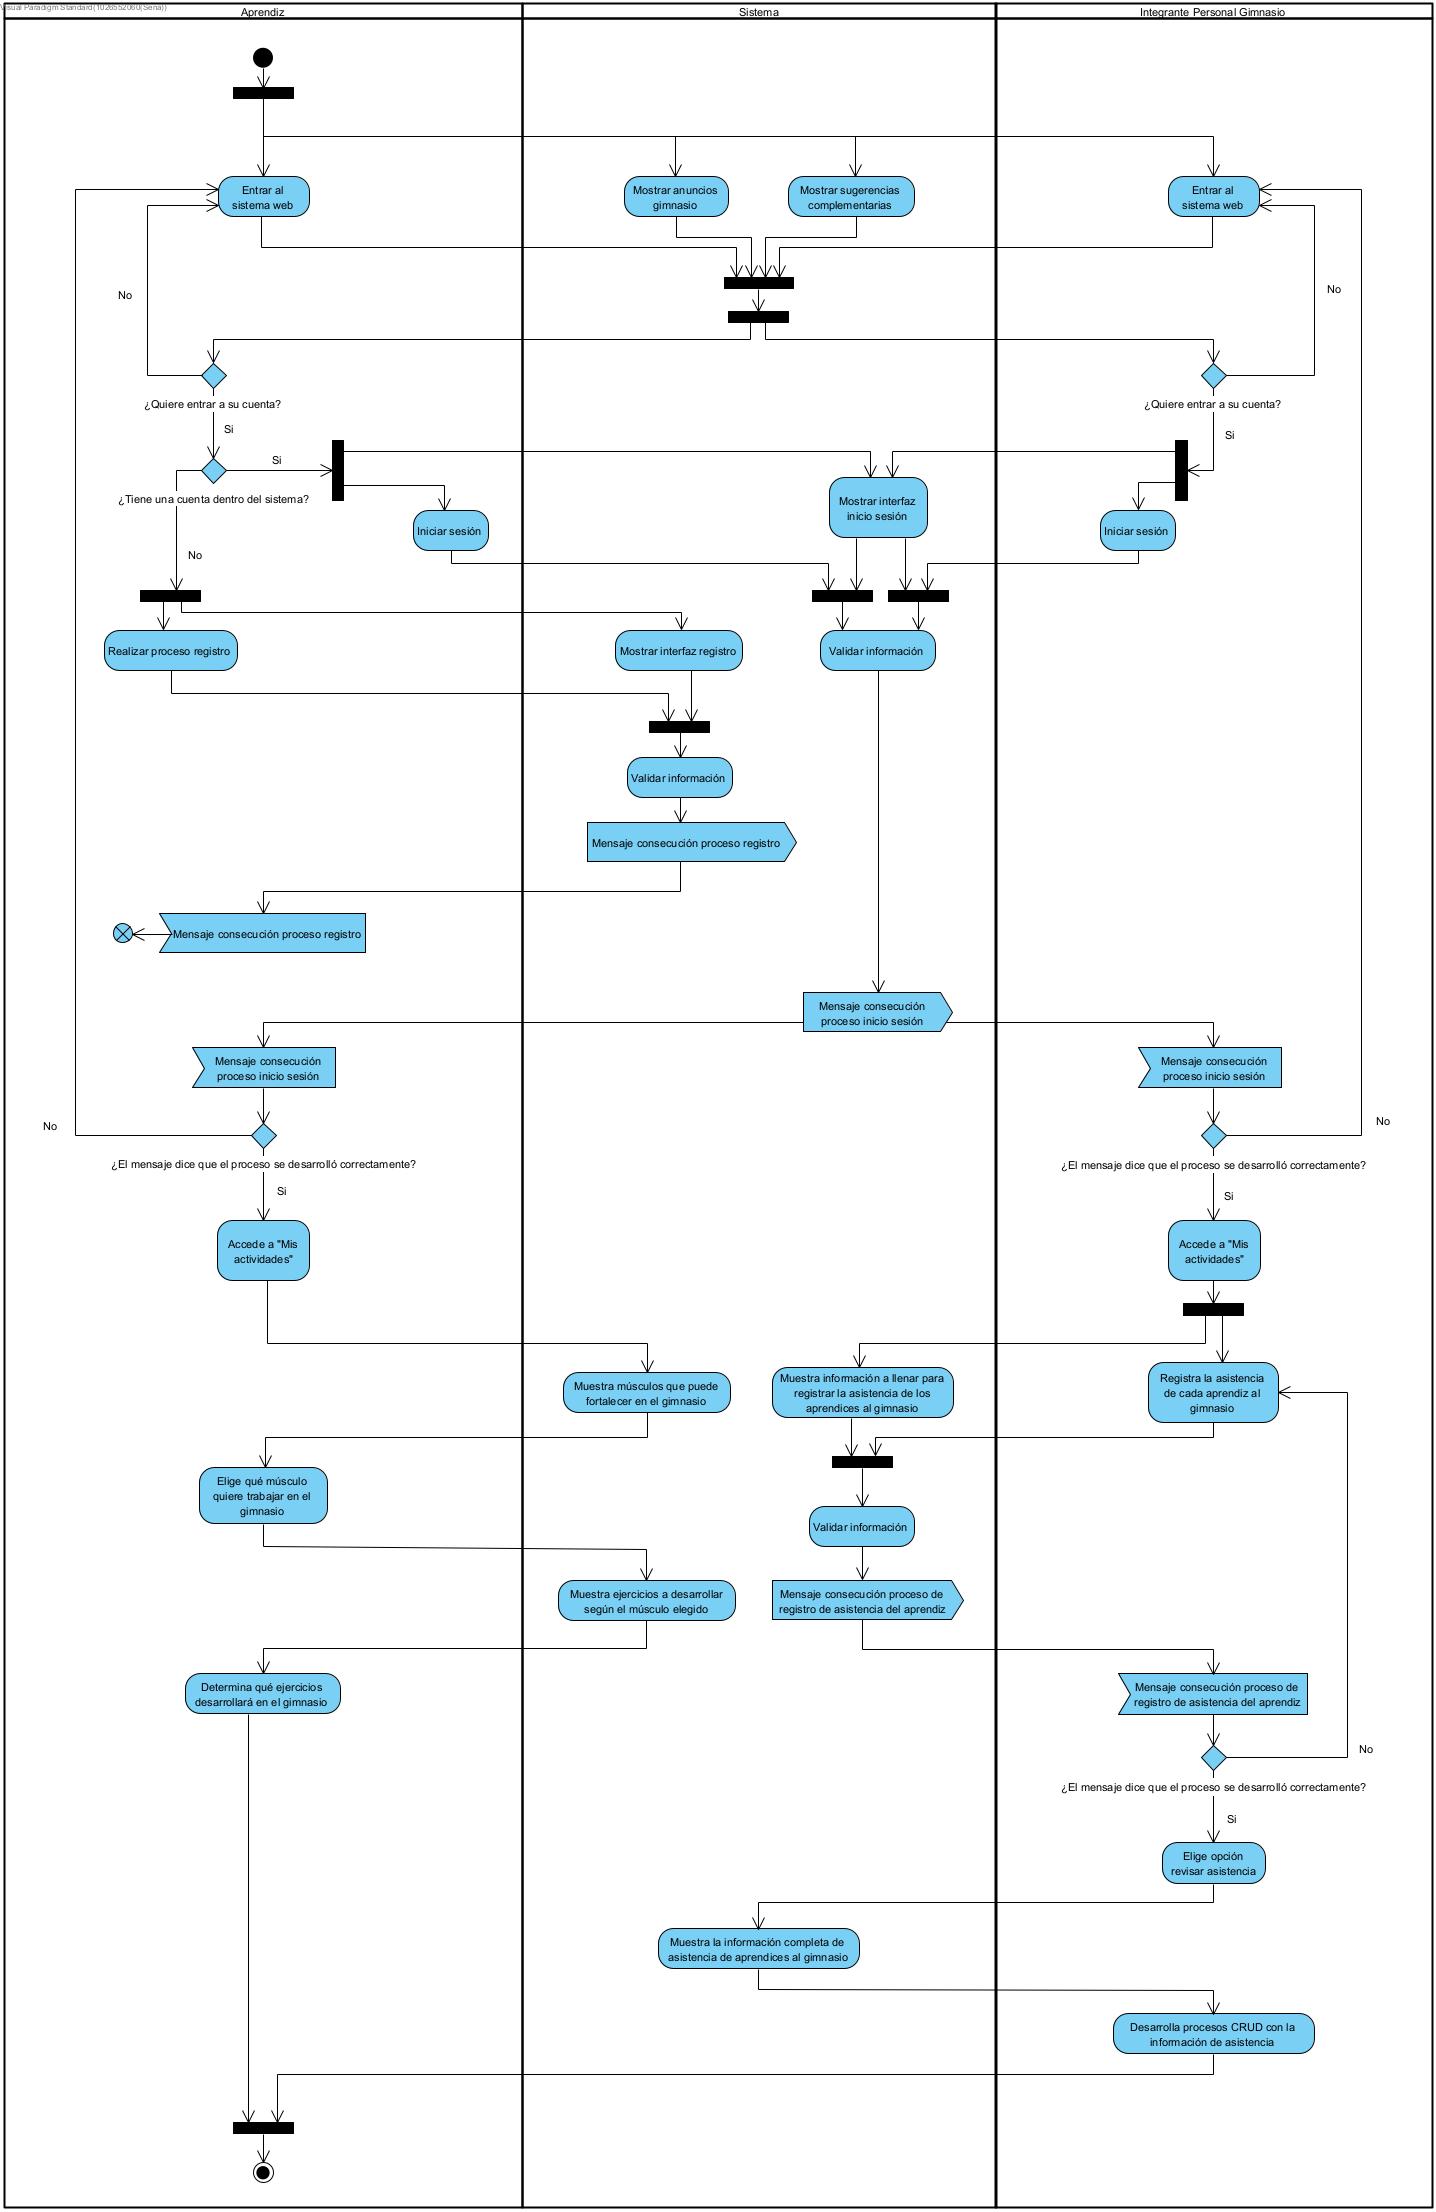 Visual Paradigm Standard(1026552060(Sena))
Aprendiz
Sistema
Integrante Personal Gimnasio
Entrar al
sistema web
Mostrar anuncios
gimnasio
Mostrar sugerencias
complementarias
Entrar al
sistema web
No
No
¿Quiere entrar a su cuenta?
¿Quiere entrar a su cuenta?
Si
Si
Si
¿Tiene una cuenta dentro del sistema?
Mostrar interfaz
inicio sesión
Iniciar sesión
Iniciar sesión
No
Realizar proceso registro
Mostrar interfaz registro
Validar información
Validar información
Mensaje consecución proceso registro
Mensaje consecución proceso registro
Mensaje consecución
proceso inicio sesión
Mensaje consecución
proceso inicio sesión
Mensaje consecución
proceso inicio sesión
No
No
¿El mensaje dice que el proceso se desarrolló correctamente?
¿El mensaje dice que el proceso se desarrolló correctamente?
Si
Si
Accede a "Mis
actividades"
Accede a "Mis
actividades"
Muestra músculos que puede
fortalecer en el gimnasio
Muestra información a llenar para
registrar la asistencia de los
aprendices al gimnasio
Registra la asistencia
de cada aprendiz al
gimnasio
Elige qué músculo
quiere trabajar en el
gimnasio
Validar información
Muestra ejercicios a desarrollar
según el músculo elegido
Mensaje consecución proceso de
registro de asistencia del aprendiz
Determina qué ejercicios
desarrollará en el gimnasio
Mensaje consecución proceso de
registro de asistencia del aprendiz
No
¿El mensaje dice que el proceso se desarrolló correctamente?
Si
Elige opción
revisar asistencia
Muestra la información completa de
asistencia de aprendices al gimnasio
Desarrolla procesos CRUD con la
información de asistencia